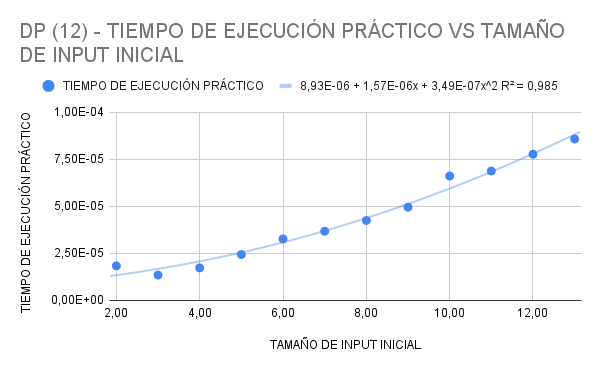 DP (12) - TIEMPO DE EJECUCIÓN PRÁCTICO VS TAMAÑO
DE INPUT INICIAL
TIEMPO DE EJECUCIÓN PRÁCTICO
8,93E-06 + 1,57E-06x + 3,49E-07x^2 R² = 0,985
TIEMPO DE EJECUCIÓN PRÁCTICO
1,00E-04
7,50E-05
5,00E-05
2,50E-05
0,00E+00
2,00
4,00
6,00
8,00
10,00
12,00
TAMAÑO DE INPUT INICIAL